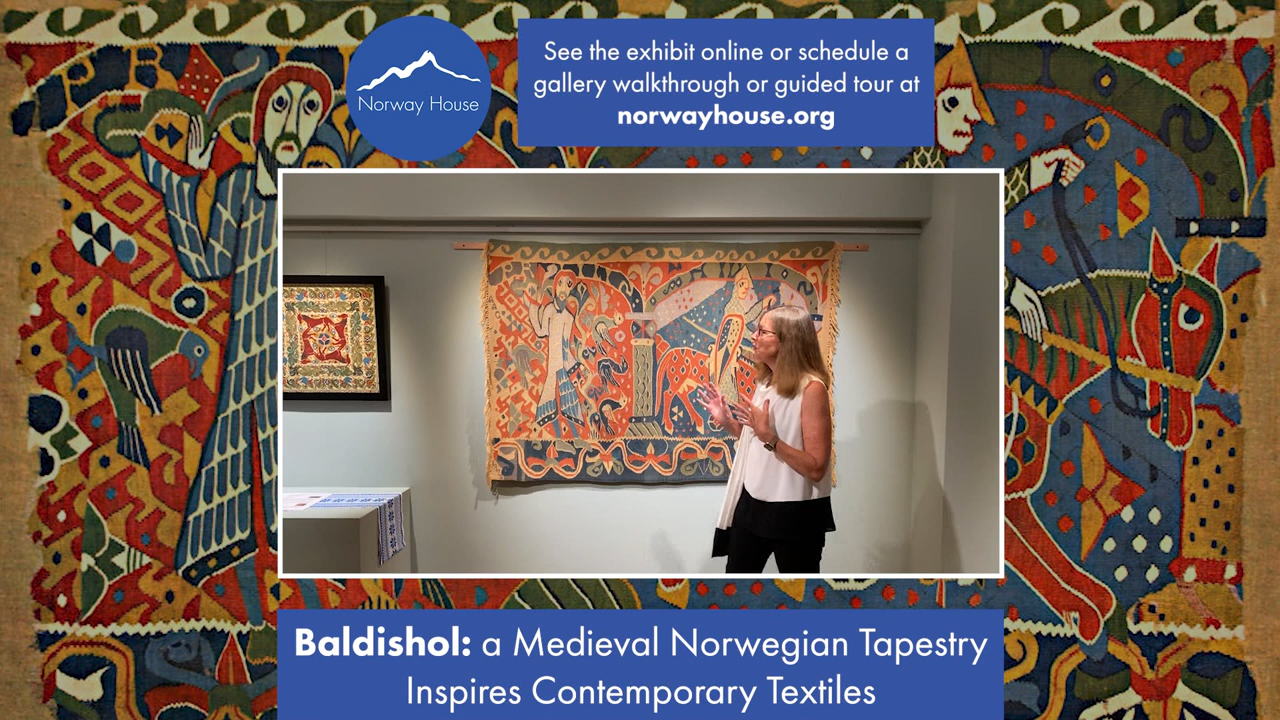 Norway House
See the exhibit online or schedule a
gallery walkthrough or guided tour at
norwayhouse.org
Baldishol: a Medieval Norwegian Tapestry
Inspires Contemporary Textiles